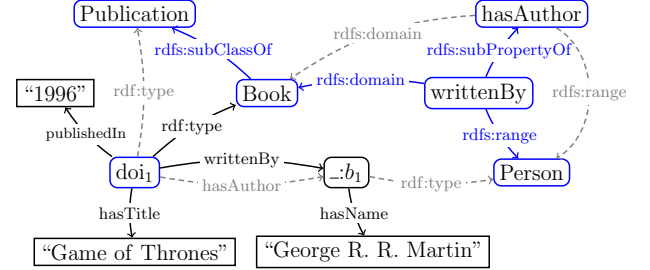 Publication
hasAuthor
rdfs:domain
rdfs:subClassOf
rdfs:subPropertyOf
rdfs:domain
“1996”
rdf:type
Book
writtenBy
rdfs:range
publishedIn
rdf:type
rdfs:range
writtenBy
doi₁
_:b₁
Person
hasAuthor
rdf:type
hasTitle
hasName
“Game of Thrones”
“George R. R. Martin”